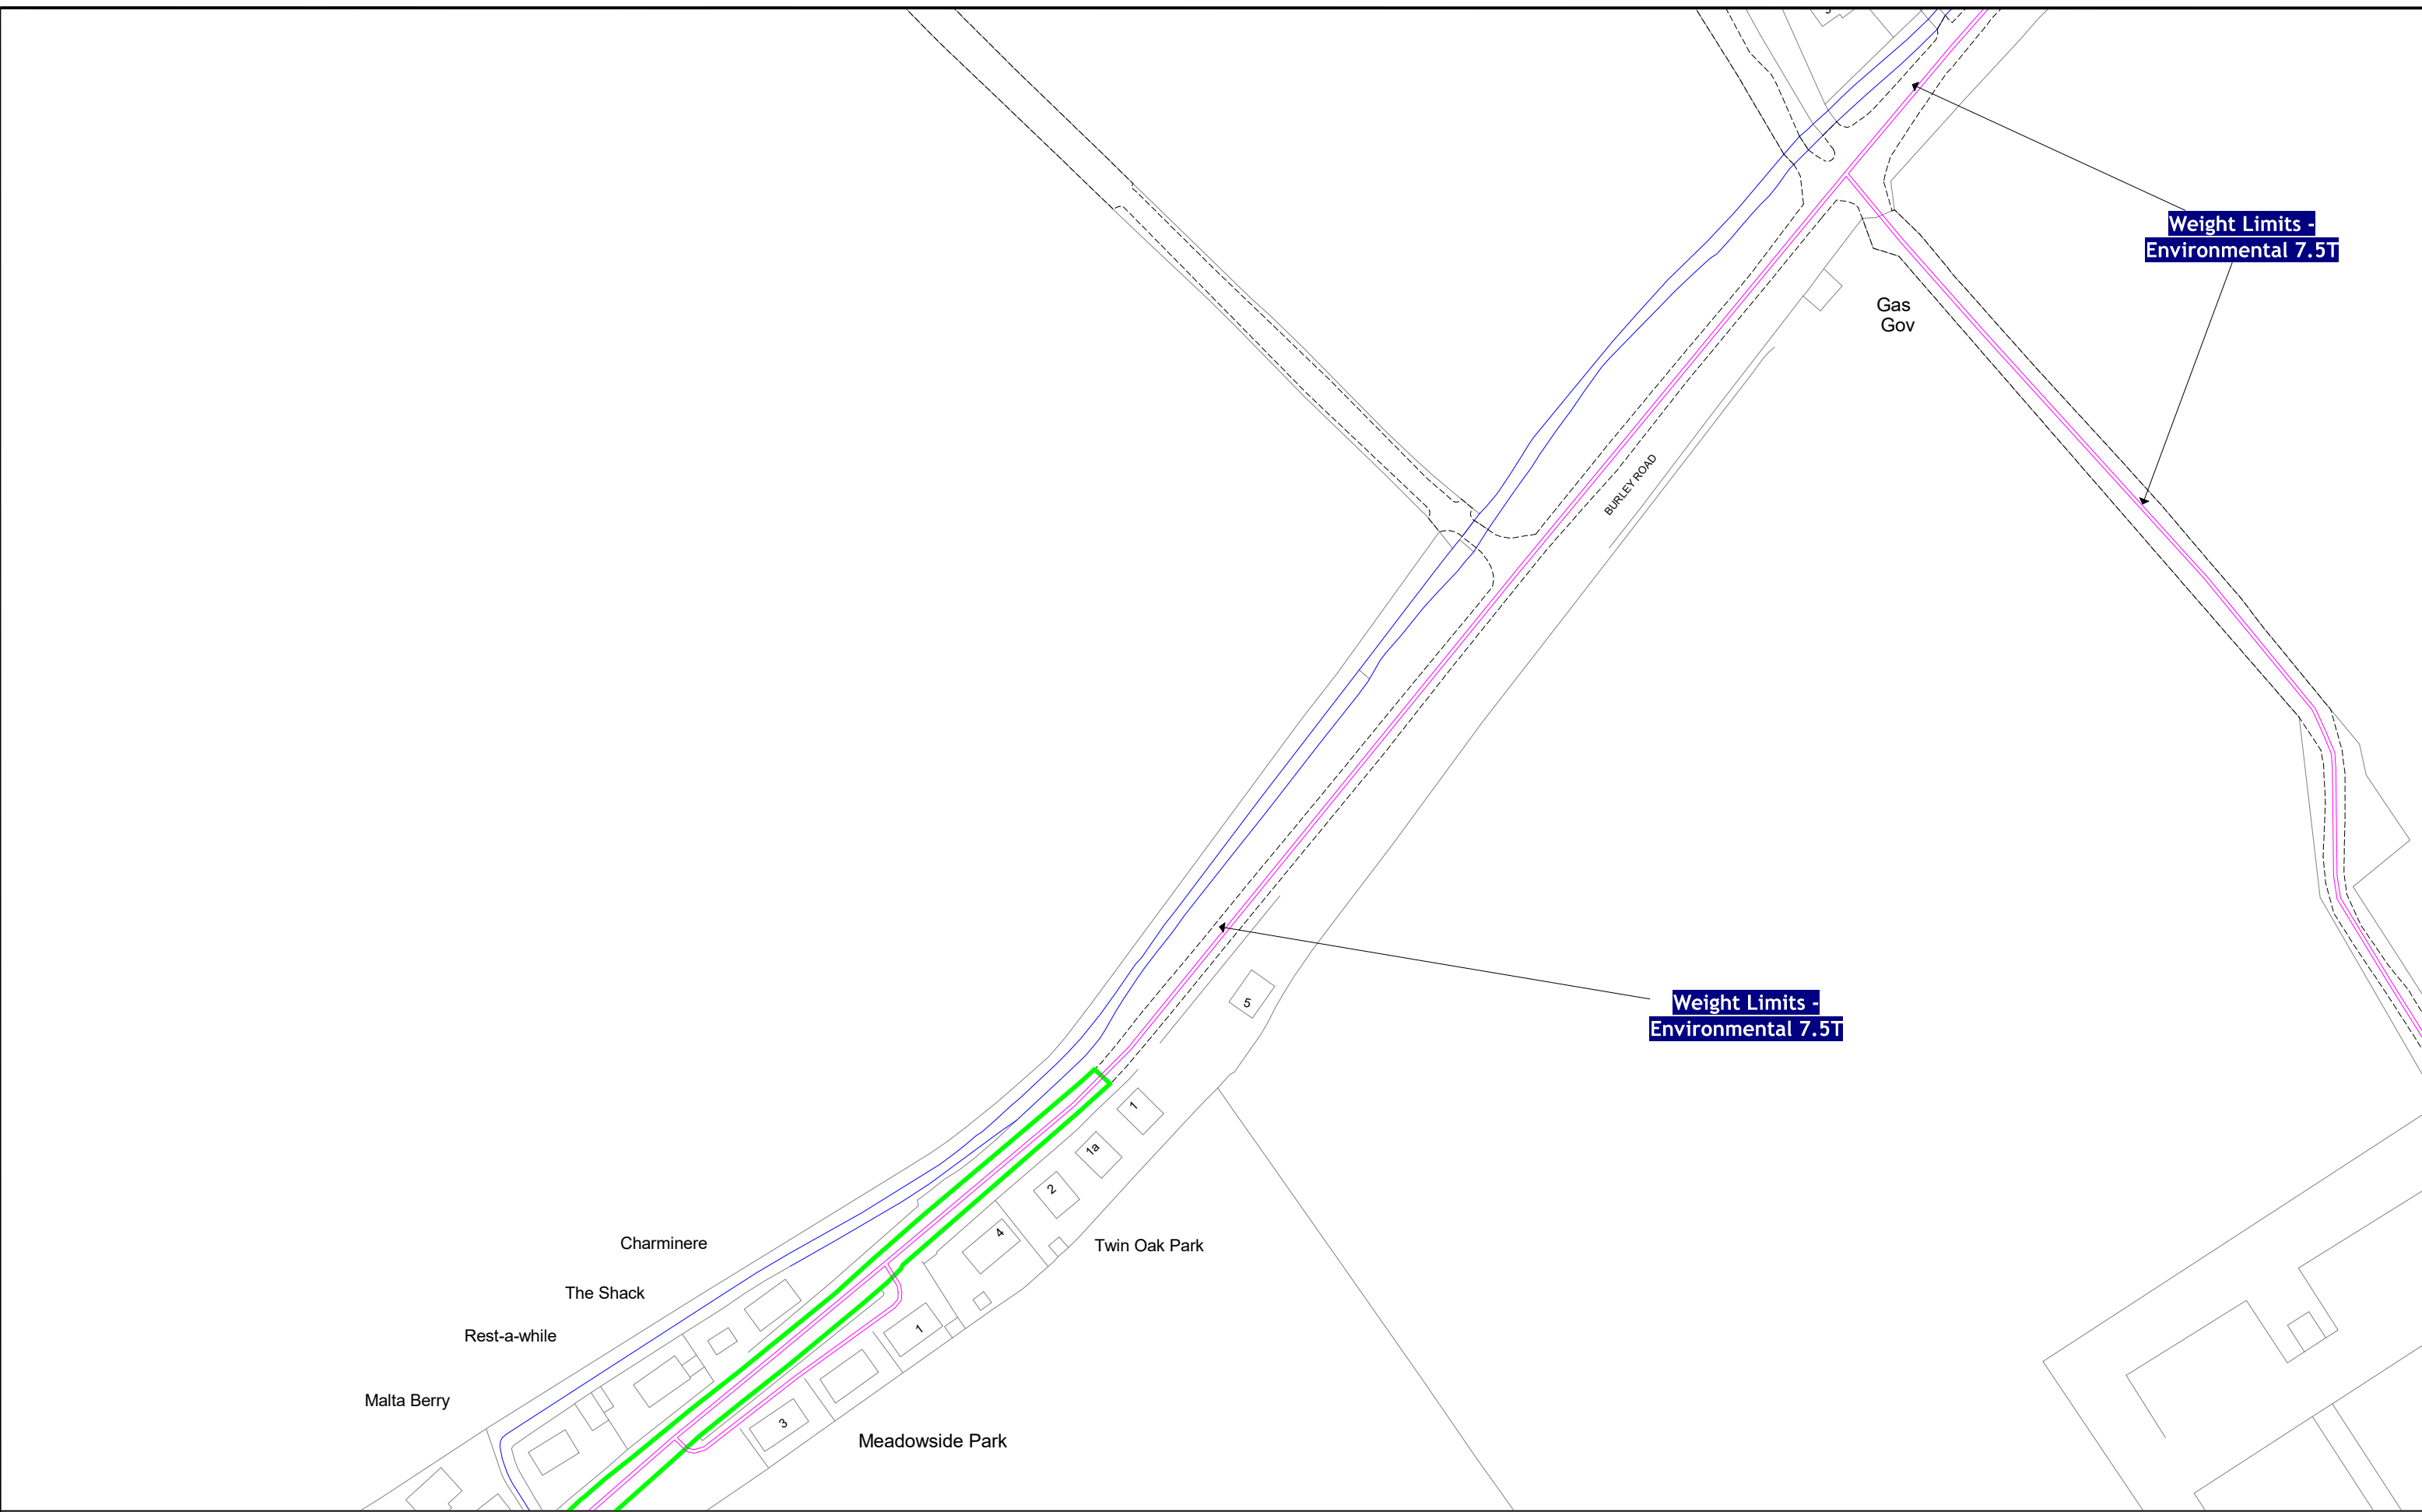 Weight Limits -
Environmental 7.5T
Gas
Gov
BURLEY ROAD
5
Weight Limits -
Environmental 7.5T
1
1a
2
4
Twin Oak Park
Charminere
The Shack
Rest-a-while
1
Malta Berry
3
Meadowside Park